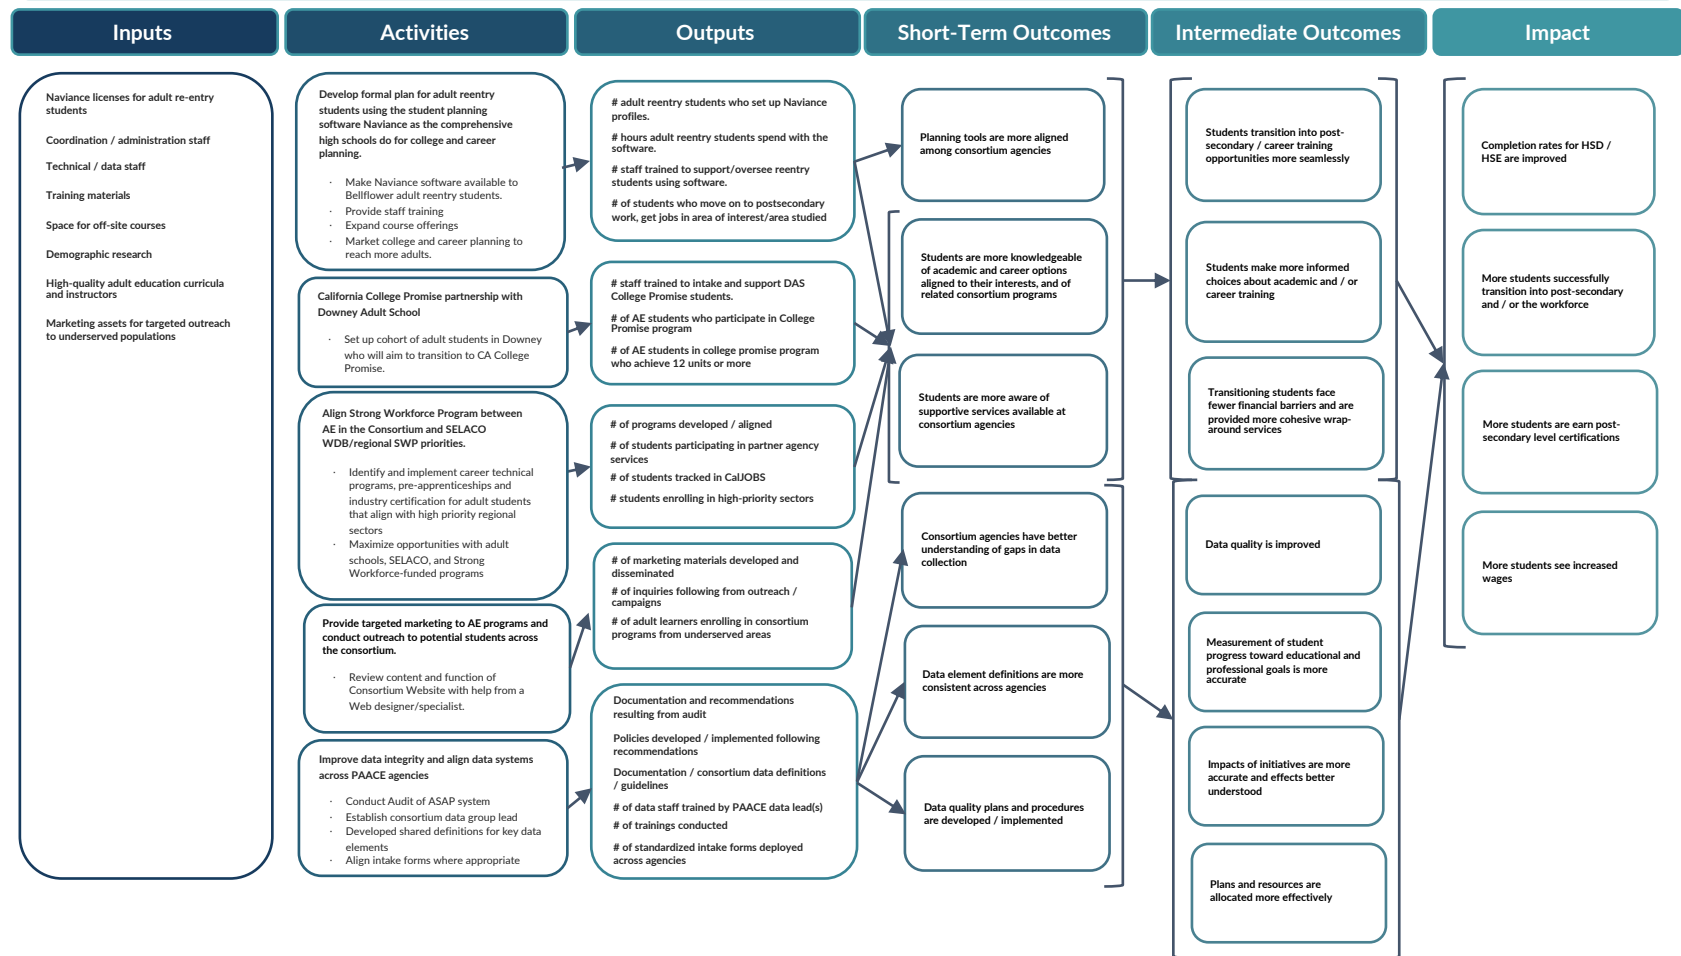 Inputs
Activities
Outputs
Short-Term Outcomes
Intermediate Outcomes
Impact
Naviance licenses for adult re-entry
students
Coordination / administration staff
Technical / data staff
Training materials
Space for off-site courses
Demographic research
High-quality adult education curricula
and instructors
Marketing assets for targeted outreach
to underserved populations
Develop formal plan for adult reentry
students using the student planning
software Naviance as the comprehensive
high schools do for college and career
planning.
· Make Naviance software available to
Bellflower adult reentry students.
· Provide staff training
· Expand course offerings
· Market college and career planning to
reach more adults.
California College Promise partnership with
Downey Adult School
· Set up cohort of adult students in Downey
who will aim to transition to CA College
Promise.
Align Strong Workforce Program between
AE in the Consortium and SELACO
WDB/regional SWP priorities.
· Identify and implement career technical
programs, pre-apprenticeships and
industry certification for adult students
that align with high priority regional
sectors
· Maximize opportunities with adult
schools, SELACO, and Strong
Workforce-funded programs
Provide targeted marketing to AE programs and
conduct outreach to potential students across
the consortium.
· Review content and function of
Consortium Website with help from a
Web designer/specialist.
Improve data integrity and align data systems
across PAACE agencies
· Conduct Audit of ASAP system
· Establish consortium data group lead
· Developed shared definitions for key data
elements
· Align intake forms where appropriate
# adult reentry students who set up Naviance
profiles.
# hours adult reentry students spend with the
software.
# staff trained to support/oversee reentry
students using software.
# of students who move on to postsecondary
work, get jobs in area of interest/area studied
# staff trained to intake and support DAS
College Promise students.
# of AE students who participate in College
Promise program
# of AE students in college promise program
who achieve 12 units or more
# of programs developed / aligned
# of students participating in partner agency
services
# of students tracked in CalJOBS
# students enrolling in high-priority sectors
# of marketing materials developed and
disseminated
# of inquiries following from outreach /
campaigns
# of adult learners enrolling in consortium
programs from underserved areas
Documentation and recommendations
resulting from audit
Policies developed / implemented following
recommendations
Documentation / consortium data definitions
/ guidelines
# of data staff trained by PAACE data lead(s)
# of trainings conducted
# of standardized intake forms deployed
across agencies
Planning tools are more aligned
among consortium agencies
Students are more knowledgeable
of academic and career options
aligned to their interests, and of
related consortium programs
Students are more aware of
supportive services available at
consortium agencies
Consortium agencies have better
understanding of gaps in data
collection
Data element definitions are more
consistent across agencies
Data quality plans and procedures
are developed / implemented
Students transition into post-
secondary / career training
opportunities more seamlessly
Students make more informed
choices about academic and / or
career training
Transitioning students face
fewer financial barriers and are
provided more cohesive wrap-
around services
Data quality is improved
Measurement of student
progress toward educational and
professional goals is more
accurate
Impacts of initiatives are more
accurate and effects better
understood
Plans and resources are
allocated more effectively
Completion rates for HSD /
HSE are improved
More students successfully
transition into post-secondary
and / or the workforce
More students are earn post-
secondary level certifications
More students see increased
wages